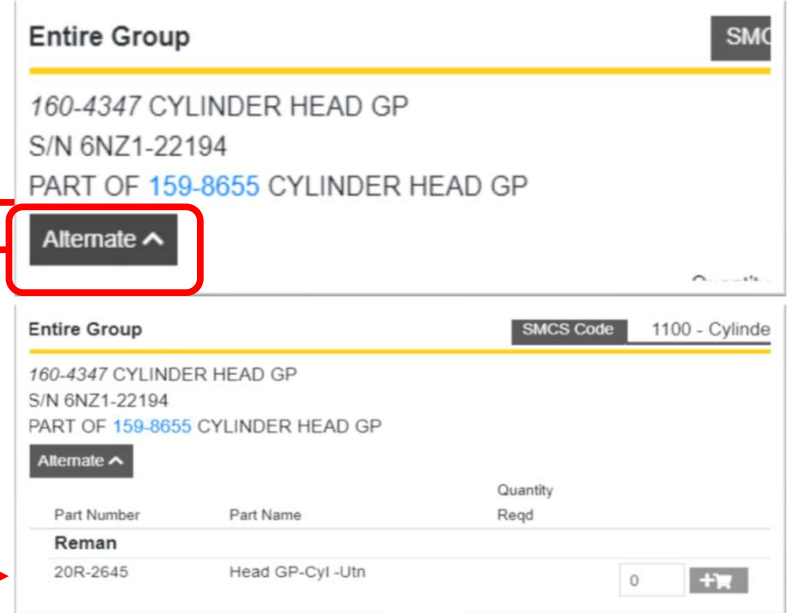 Entire Group
SMC
160-4347 CYLINDER HEAD GP
S/N 6NZ1-22194
PART OF 159-8655 CYLINDER HEAD GP
Alternate
Entire Group SMCS Code 1100 - Cylinde
160-4347 CYLINDER HEAD GP
S/N 6NZ1-22194
PART OF 159-8655 CYLINDER HEAD GP
Alternate
Quantity
Part Number Part Name Reqd
Reman
20R-2645 Head GP-Cyl -Utn 0